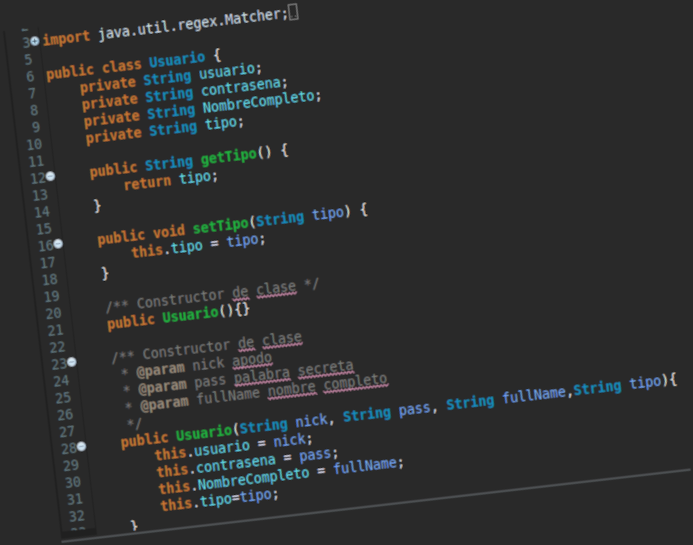 3 import java.util.regex.Matcher;
5
6 public class Usuario {
7 private String usuario;
8 private String contrasena;
9 private String NombreCompleto;
10 private String tipo;
11
12 public String getTipo() {
13 return tipo;
14 }
15
16 public void setTipo(String tipo) {
17 this.tipo = tipo;
18 }
19
20 /** Constructor de clase */
21 public Usuario(){}
22
23 /** Constructor de clase
24 * @param nick apodo
25 * @param pass palabra secreta
26 * @param fullName nombre completo
27 */
28 public Usuario(String nick, String pass, String fullName,String tipo){
29 this.usuario = nick;
30 this.contrasena = pass;
31 this.NombreCompleto = fullName;
32 this.tipo=tipo;
}